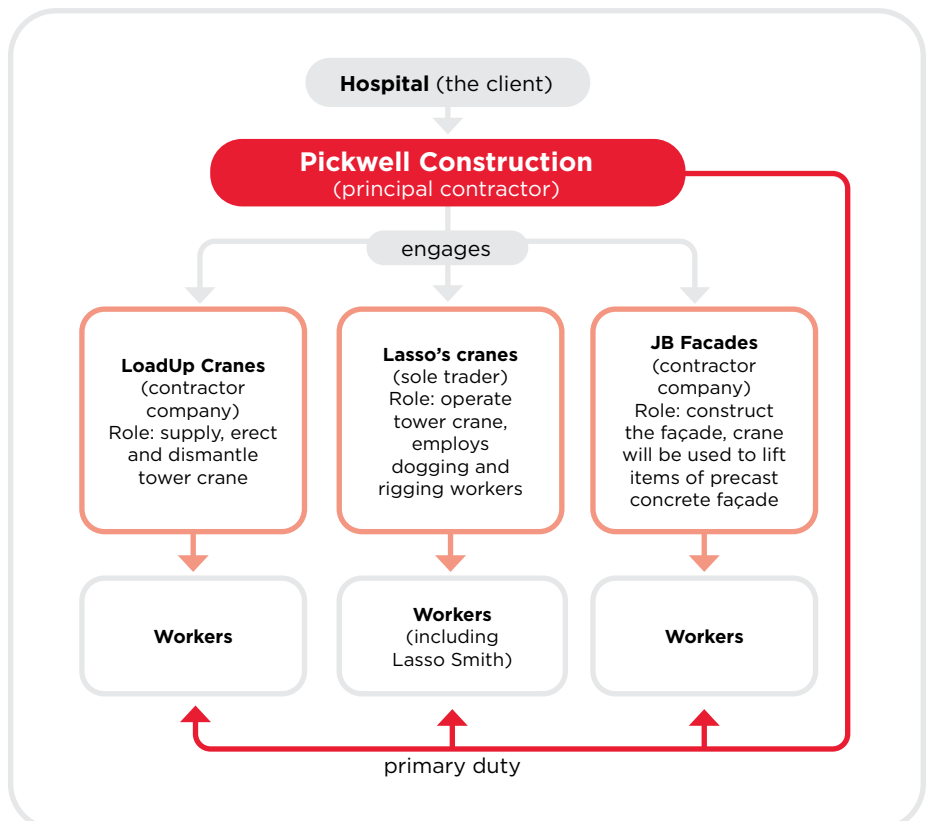 Hospital (the client)
Pickwell Construction
(principal contractor)
engages
LoadUp Cranes
(contractor
company)
Role: supply, erect
and dismantle
tower crane
Lasso’s cranes
(sole trader)
Role: operate
tower crane,
employs
dogging and
rigging workers
JB Facades
(contractor
company)
Role: construct
the façade, crane
will be used to lift
items of precast
concrete façade
Workers
Workers
(including
Lasso Smith)
Workers
primary duty